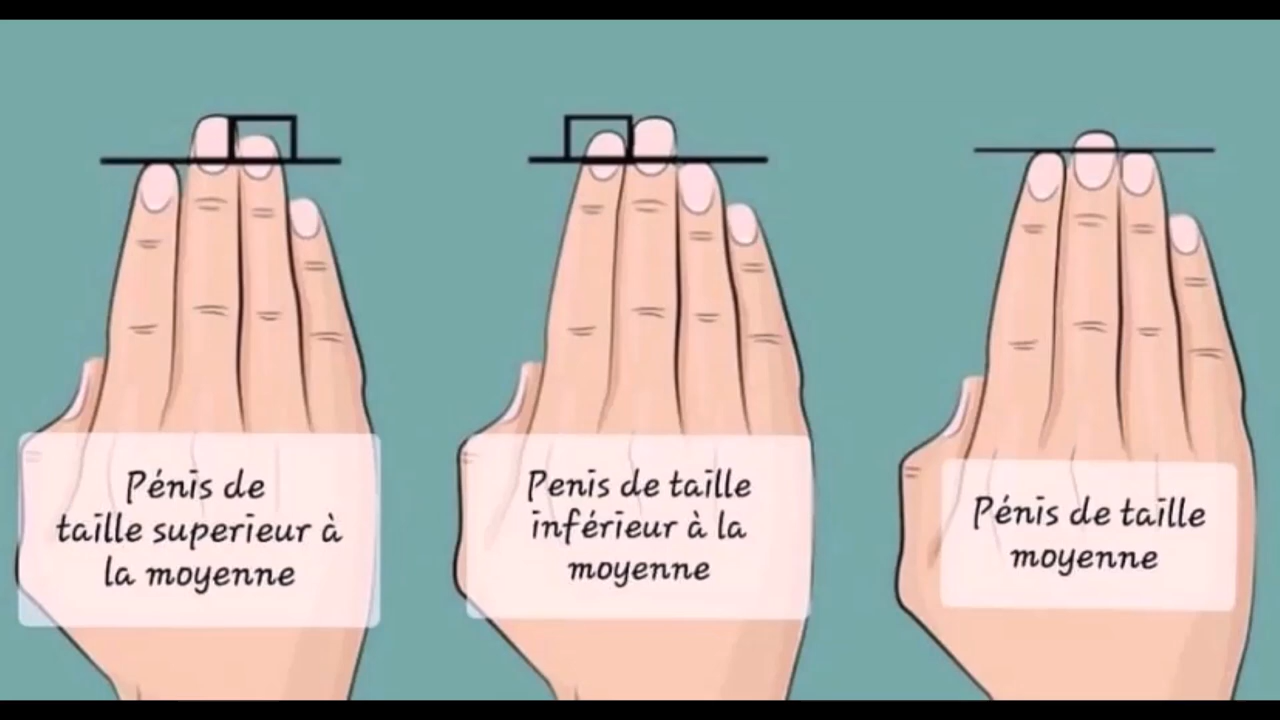 Pénis de
taille superieur à
la moyenne
Penis de taille
inférieur à la
moyenne
Pénis de taille
moyenne